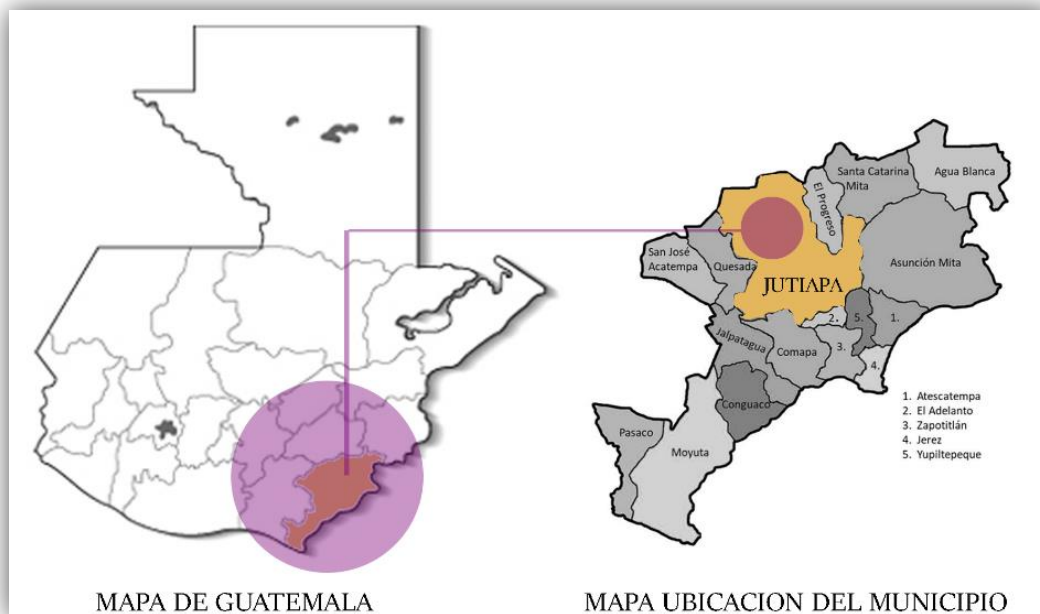 Santa Catarina
Mita
Agua Blanca
El Progreso
San José
Acatempa
Quesada
Asunción Mita
JUTIAPA
2.
5.
1.
Jalpatagua
Comapa
3.
4.
Conguaco
Pasaco
Moyuta
1. Atescatempa
2. El Adelanto
3. Zapotitlán
4. Jerez
5. Yupiltepeque
MAPA DE GUATEMALA
MAPA UBICACION DEL MUNICIPIO